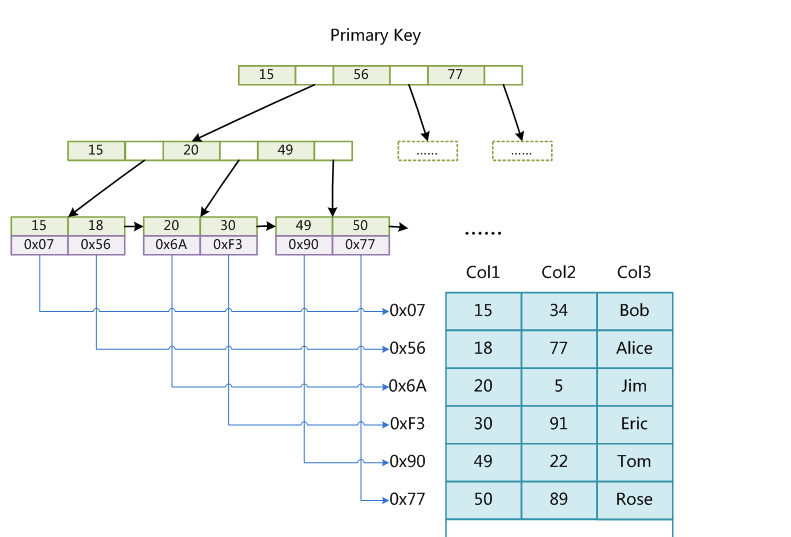 Primary Key
15 56 77
15 20 49
...... ......
15 18 20 30 49 50
0x07 0x56 0x6A 0xF3 0x90 0x77
......
Col1 Col2 Col3
0x07 15 34 Bob
0x56 18 77 Alice
0x6A 20 5 Jim
0xF3 30 91 Eric
0x90 49 22 Tom
0x77 50 89 Rose